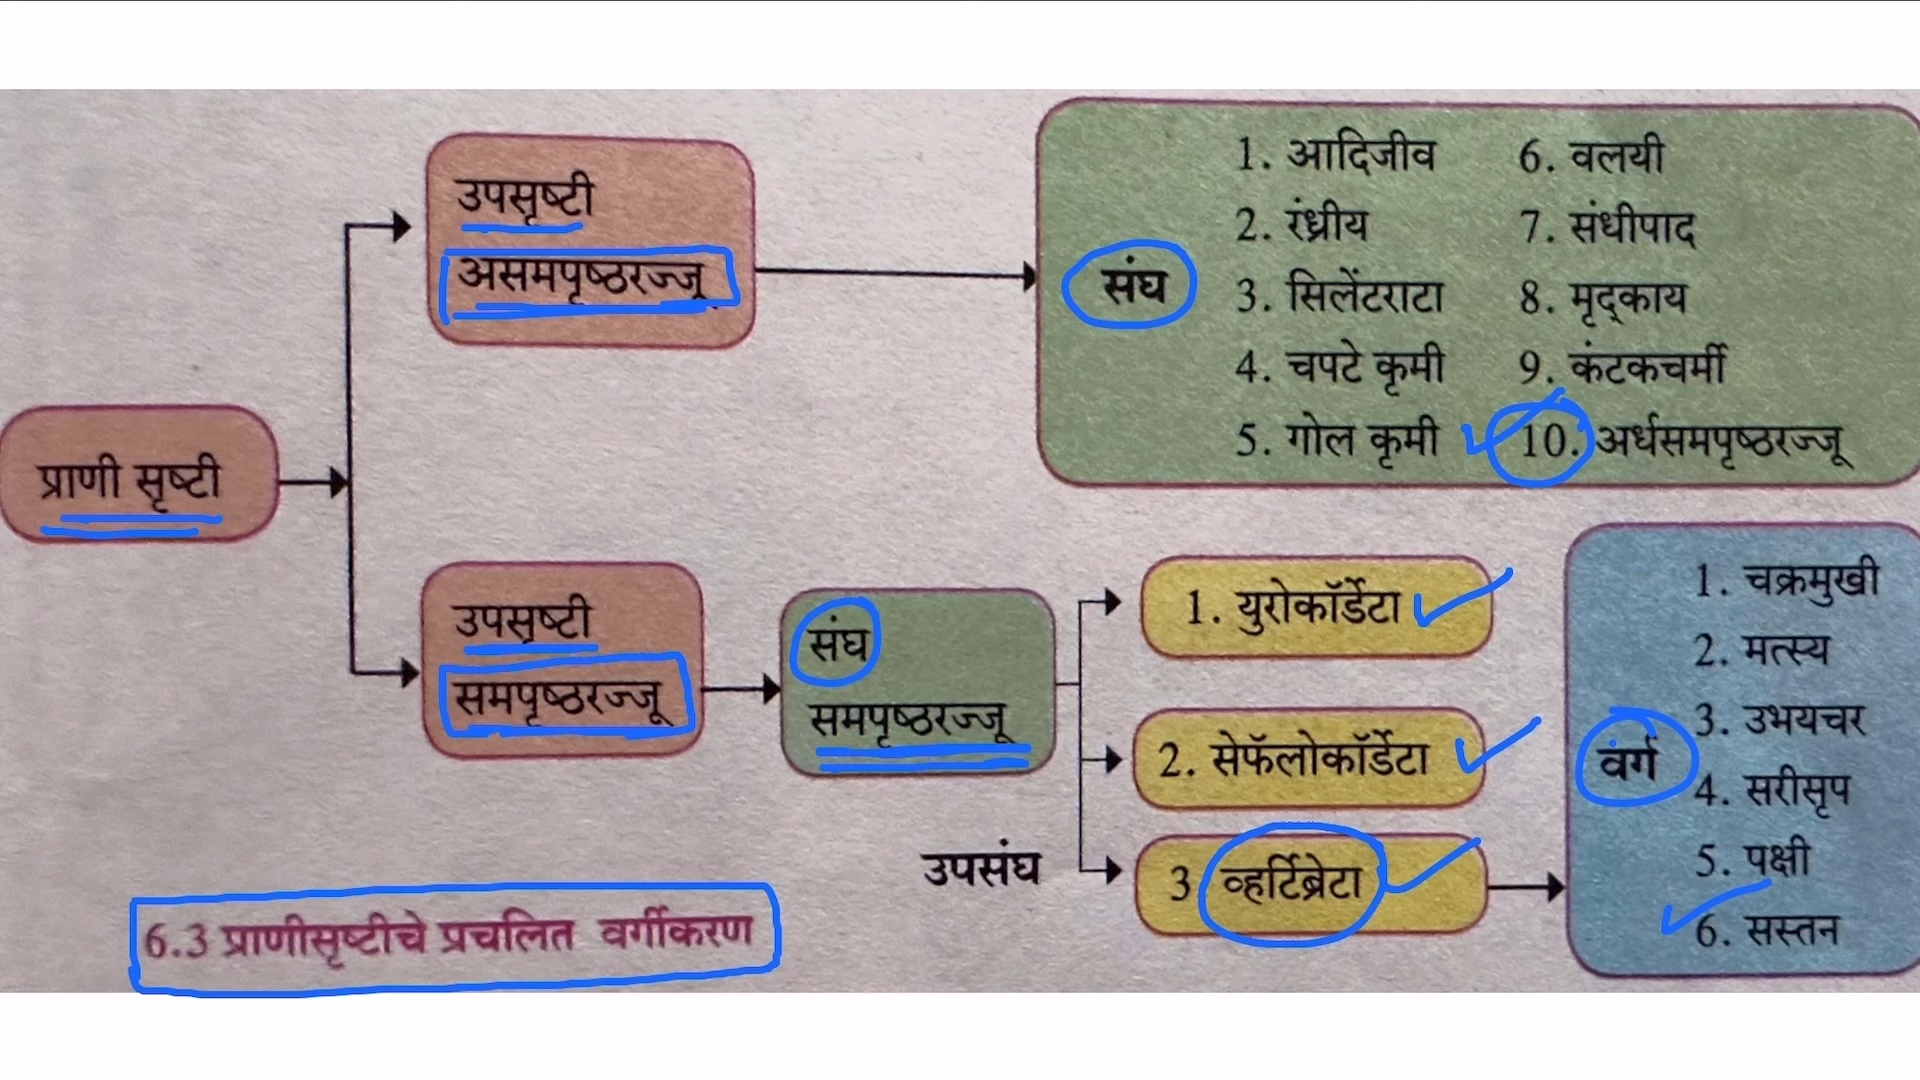 उपसृष्टी
असमपृष्ठरज्जू
संघ
1. आदिजीव
2. रंध्रीय
3. सिलेंटराटा
4. चपटे कृमी
5. गोल कृमी
6. वलयी
7. संधीपाद
8. मृद्काय
9. कंटकचर्मी
10. अर्धसमपृष्ठरज्जू
प्राणी सृष्टी
उपसृष्टी
समपृष्ठरज्जू
संघ
समपृष्ठरज्जू
उपसंघ
1. युरोकॉर्डेटा
2. सेफॅलोकॉर्डेटा
3 व्हर्टिब्रेटा
वर्ग
1. चक्रमुखी
2. मत्स्य
3. उभयचर
4. सरीसृप
5. पक्षी
6. सस्तन
6.3 प्राणीसृष्टीचे प्रचलित वर्गीकरण